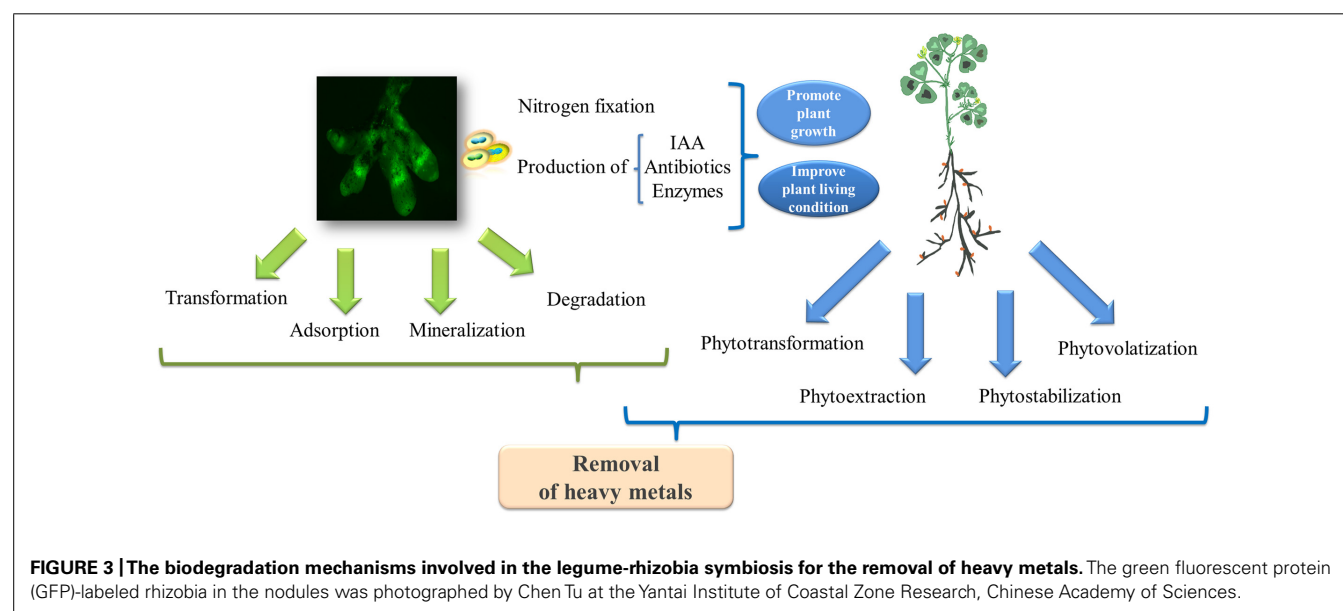 Nitrogen fixation
Production of
IAA
Antibiotics
Enzymes
Promote
plant
growth
Improve
plant living
condition
Transformation
Adsorption
Mineralization
Degradation
Phytotransformation
Phytoextraction
Phytostabilization
Phytovolatization
Removal
of heavy metals
FIGURE 3 | The biodegradation mechanisms involved in the legume-rhizobia symbiosis for the removal of heavy metals. The green fluorescent protein
(GFP)-labeled rhizobia in the nodules was photographed by Chen Tu at the Yantai Institute of Coastal Zone Research, Chinese Academy of Sciences.